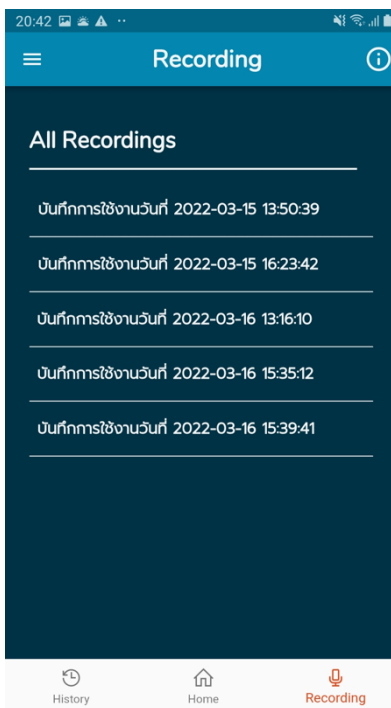 20:42
Recording
All Recordings
บันทึกการใช้งานวันที่ 2022-03-15 13:50:39
บันทึกการใช้งานวันที่ 2022-03-15 16:23:42
บันทึกการใช้งานวันที่ 2022-03-16 13:16:10
บันทึกการใช้งานวันที่ 2022-03-16 15:35:12
บันทึกการใช้งานวันที่ 2022-03-16 15:39:41
History Home Recording